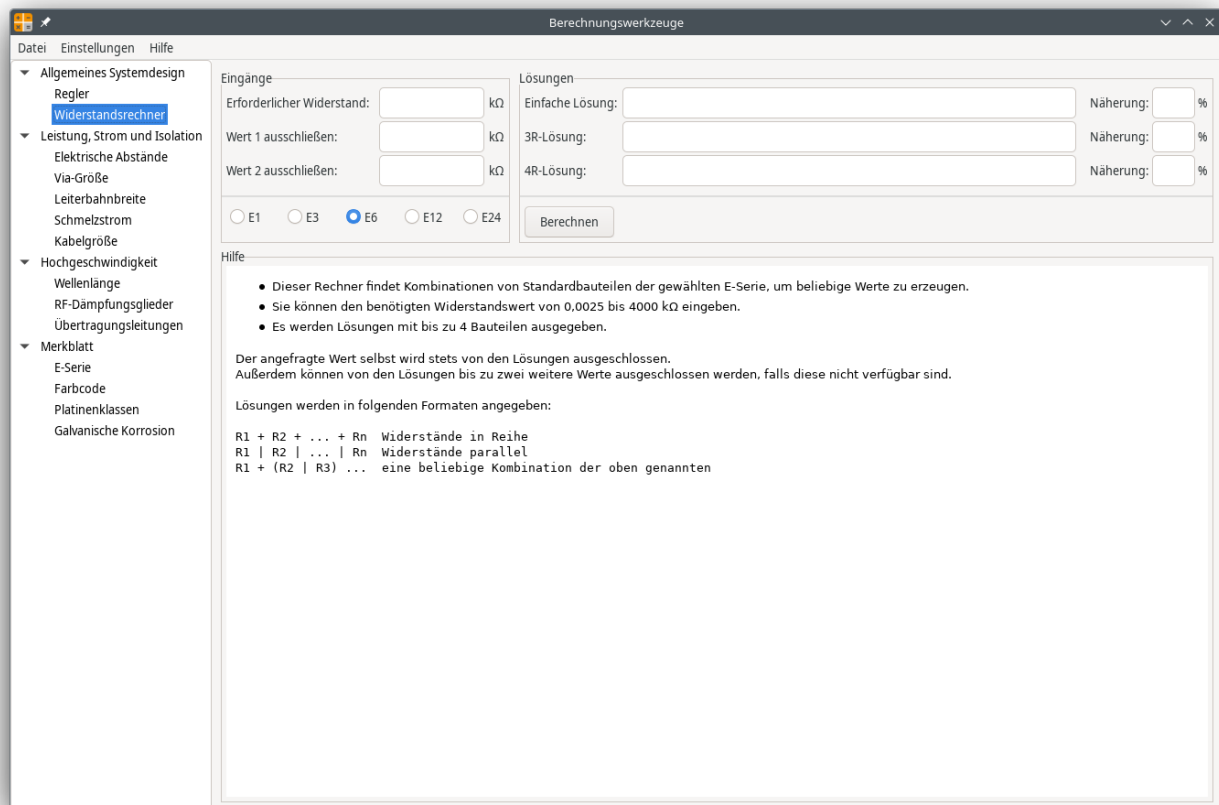 Berechnungswerkzeuge
Datei Einstellungen Hilfe
Allgemeines Systemdesign
Regler
Widerstandsrechner
Leistung, Strom und Isolation
Elektrische Abstände
Via-Größe
Leiterbahnbreite
Schmelzstrom
Kabelgröße
Hochgeschwindigkeit
Wellenlänge
RF-Dämpfungsglieder
Übertragungsleitungen
Merkblatt
E-Serie
Farbcode
Platinenklassen
Galvanische Korrosion
Eingänge
Erforderlicher Widerstand: kΩ
Wert 1 ausschließen: kΩ
Wert 2 ausschließen: kΩ
E1 E3 E6 E12 E24
Lösungen
Einfache Lösung: Näherung: %
3R-Lösung: Näherung: %
4R-Lösung: Näherung: %
Berechnen
Hilfe
• Dieser Rechner findet Kombinationen von Standardbauteilen der gewählten E-Serie, um beliebige Werte zu erzeugen.
• Sie können den benötigten Widerstandswert von 0,0025 bis 4000 kΩ eingeben.
• Es werden Lösungen mit bis zu 4 Bauteilen ausgegeben.
Der angefragte Wert selbst wird stets von den Lösungen ausgeschlossen.
Außerdem können von den Lösungen bis zu zwei weitere Werte ausgeschlossen werden, falls diese nicht verfügbar sind.
Lösungen werden in folgenden Formaten angegeben:
R1 + R2 + ... + Rn Widerstände in Reihe
R1 | R2 | ... | Rn Widerstände parallel
R1 + (R2 | R3) ... eine beliebige Kombination der oben genannten